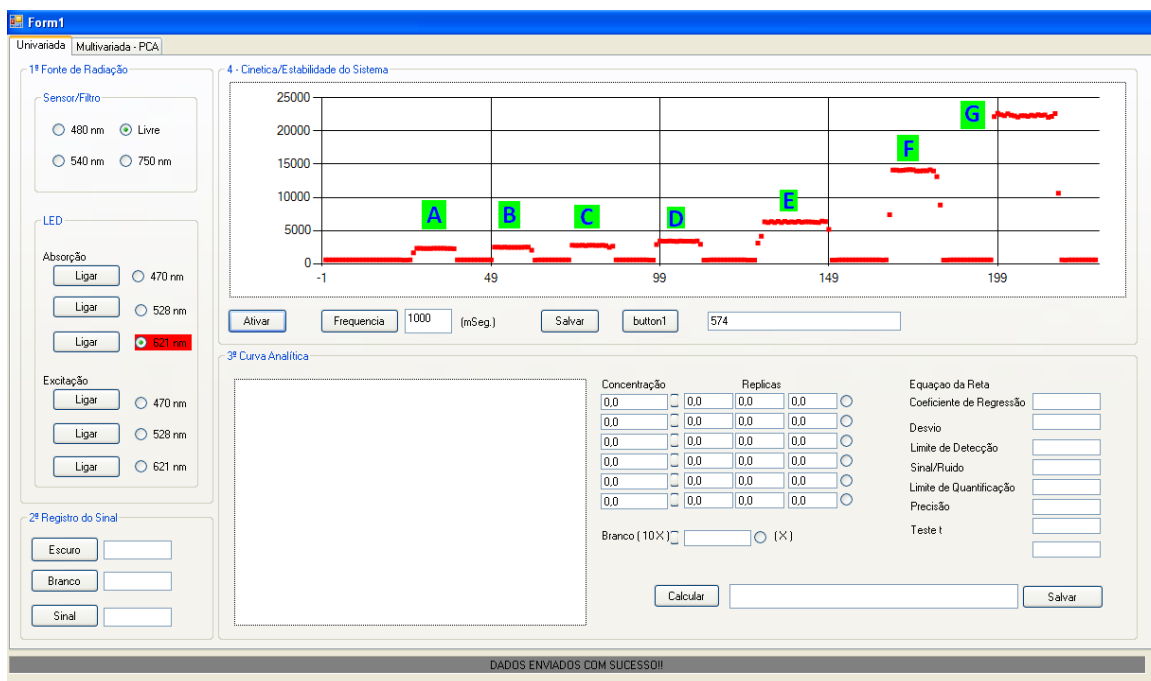 Form1
Univariada Multivariada - PCA
1ª Fonte de Radiação
Sensor/Filtro
480 nm Livre
540 nm 750 nm
LED
Absorção
Ligar 470 nm
Ligar 528 nm
Ligar 621 nm
Excitação
Ligar 470 nm
Ligar 528 nm
Ligar 621 nm
2ª Registro do Sinal
Escuro
Branco
Sinal
4 - Cinetica/Estabilidade do Sistema
25000
20000
15000
10000
5000
0
-1 49 99 149 199
A B C D E F G
Ativar Frequencia 1000 (mSeg.) Salvar button1 574
3ª Curva Analítica
Concentração Replicas
0,0 0,0 0,0 0,0
0,0 0,0 0,0 0,0
0,0 0,0 0,0 0,0
0,0 0,0 0,0 0,0
0,0 0,0 0,0 0,0
0,0 0,0 0,0 0,0
Branco ( 10X ) (X)
Equaçao da Reta
Coeficiente de Regressão
Desvio
Limite de Detecção
Sinal/Ruido
Limite de Quantificação
Precisão
Teste t
Calcular Salvar
DADOS ENVIADOS COM SUCESSO!!